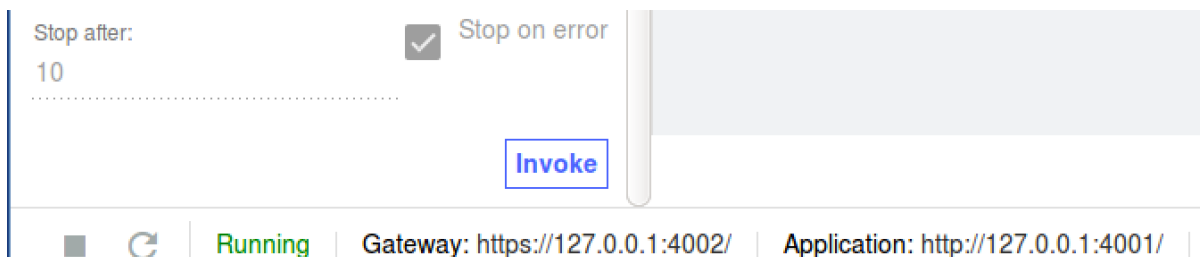 Stop after:
Stop on error
10
Invoke
Running Gateway: https://127.0.0.1:4002/ Application: http://127.0.0.1:4001/